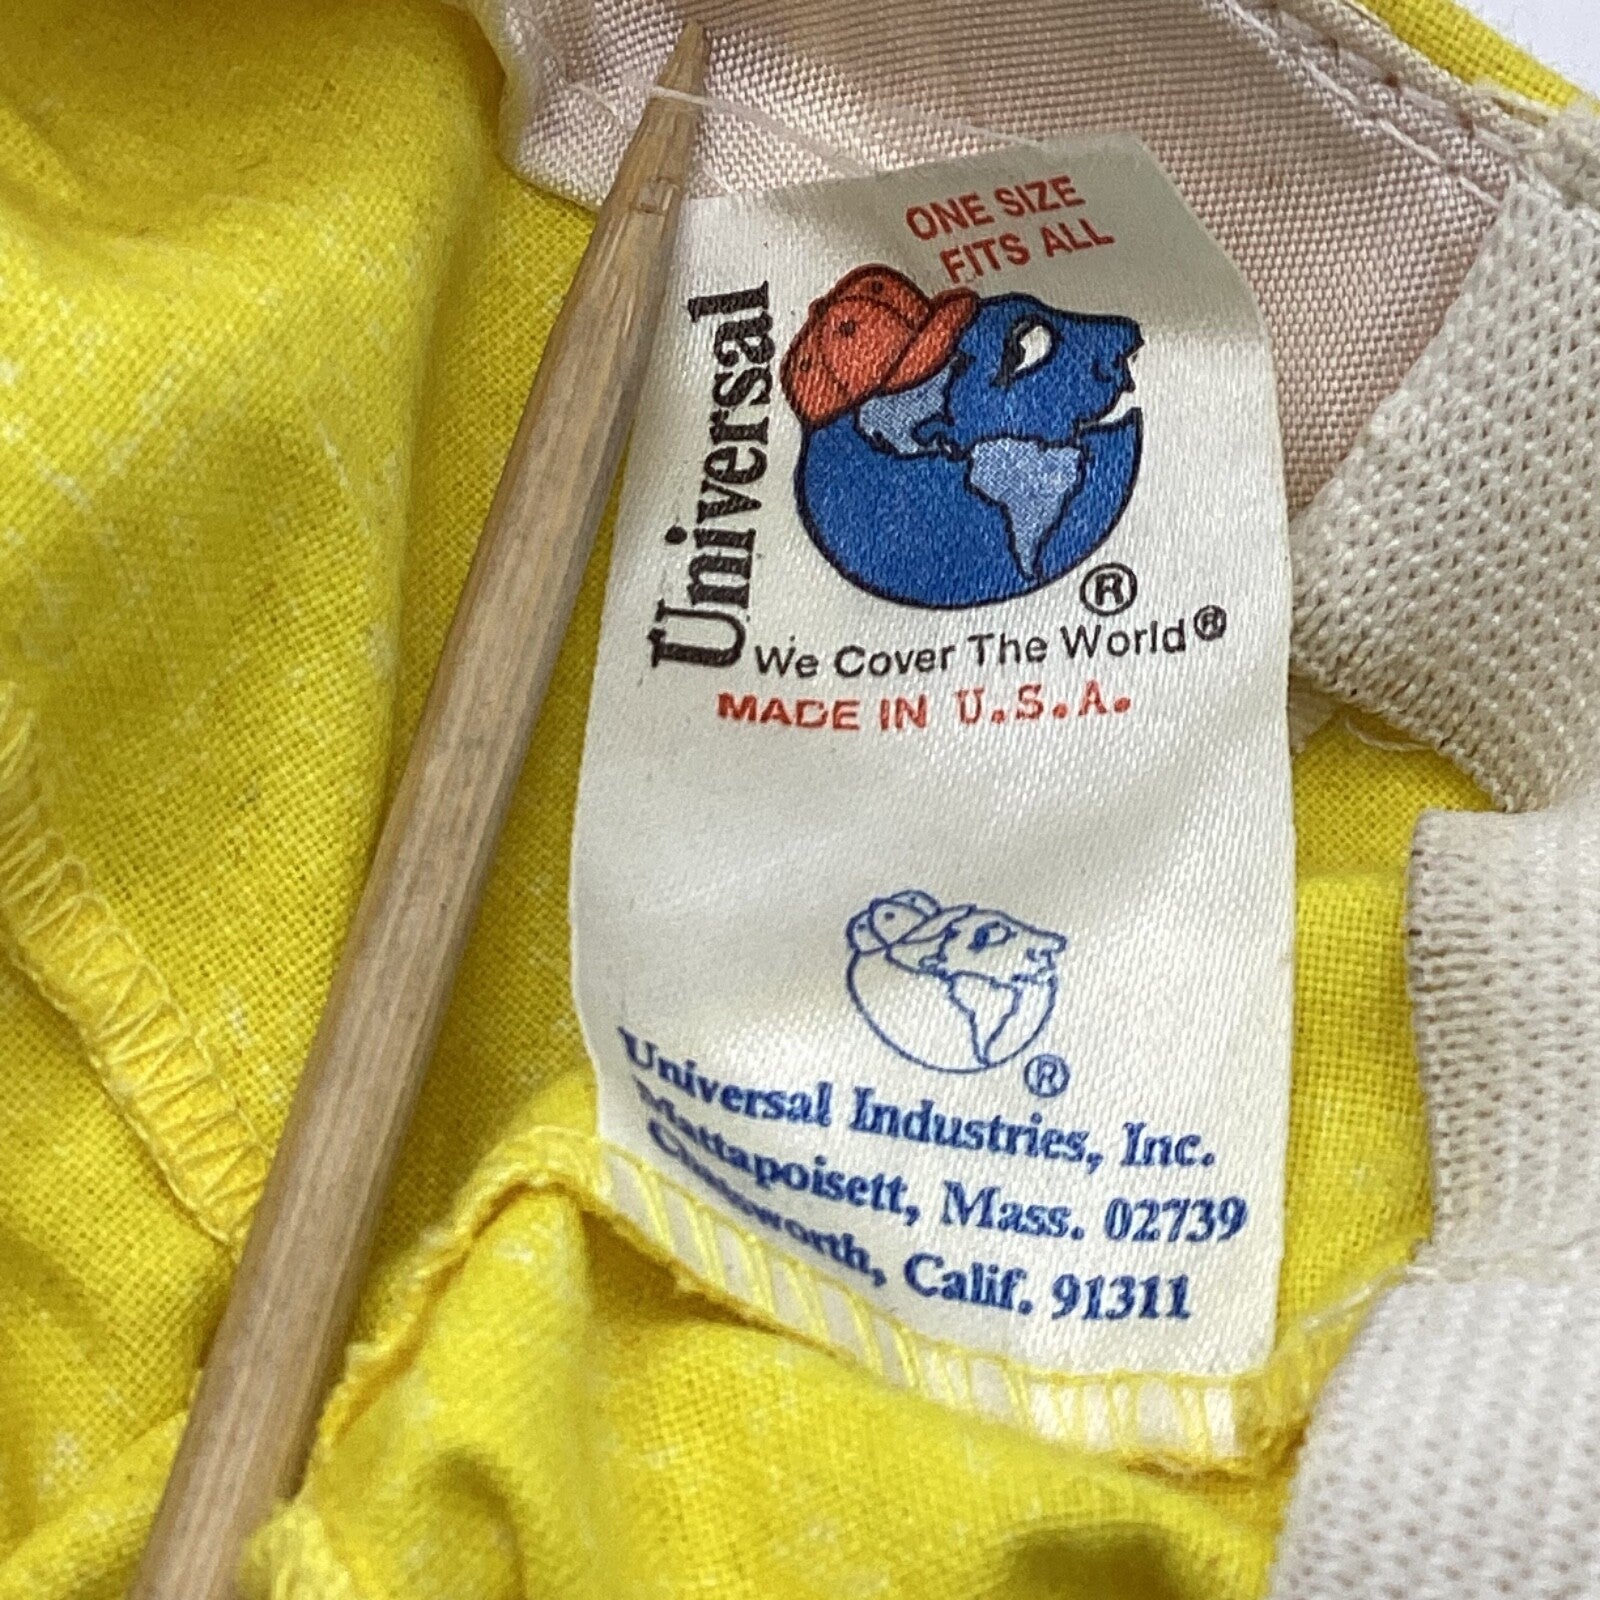 ONE SIZE
FITS ALL
Universal
®
We Cover The World®
MADE IN U.S.A.
®
Universal Industries, Inc.
Mattapoisett, Mass. 02739
Chatsworth, Calif. 91311